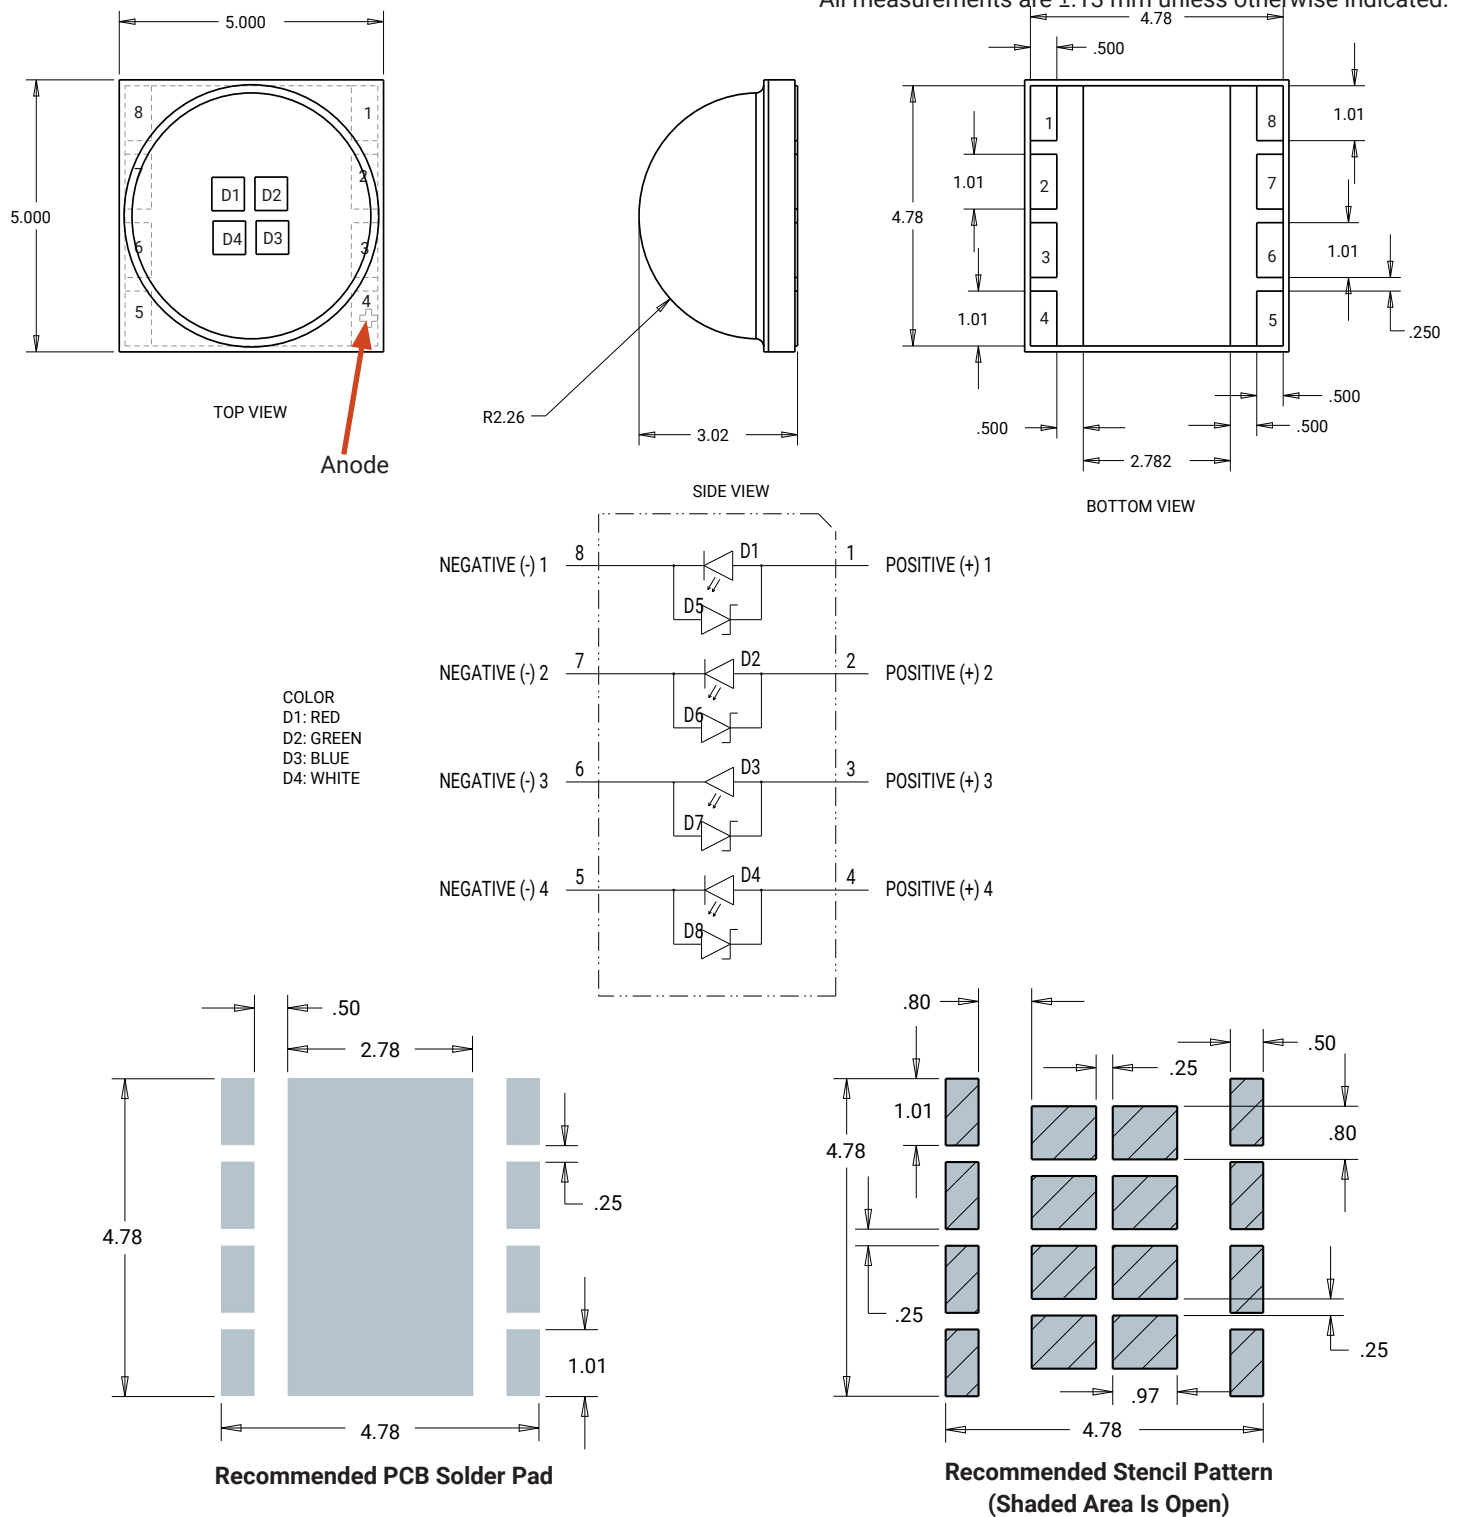 All measurements are ±.13 mm unless otherwise indicated.
5.000
5.000
8
1
7
2
6
3
5
4
D1
D2
D4
D3
TOP VIEW
Anode
R2.26
3.02
SIDE VIEW
4.78
.500
1.01
4.78
1.01
1.01
1.01
.250
1
2
3
4
8
7
6
5
.500
.500
.500
2.782
BOTTOM VIEW
NEGATIVE (-) 1
8
D1
D5
1
POSITIVE (+) 1
NEGATIVE (-) 2
7
D2
D6
2
POSITIVE (+) 2
COLOR
D1: RED
D2: GREEN
D3: BLUE
D4: WHITE
NEGATIVE (-) 3
6
D3
D7
3
POSITIVE (+) 3
NEGATIVE (-) 4
5
D4
D8
4
POSITIVE (+) 4
.50
2.78
4.78
.25
1.01
4.78
Recommended PCB Solder Pad
.80
.25
.50
1.01
.80
4.78
.25
.25
.97
4.78
Recommended Stencil Pattern
(Shaded Area Is Open)